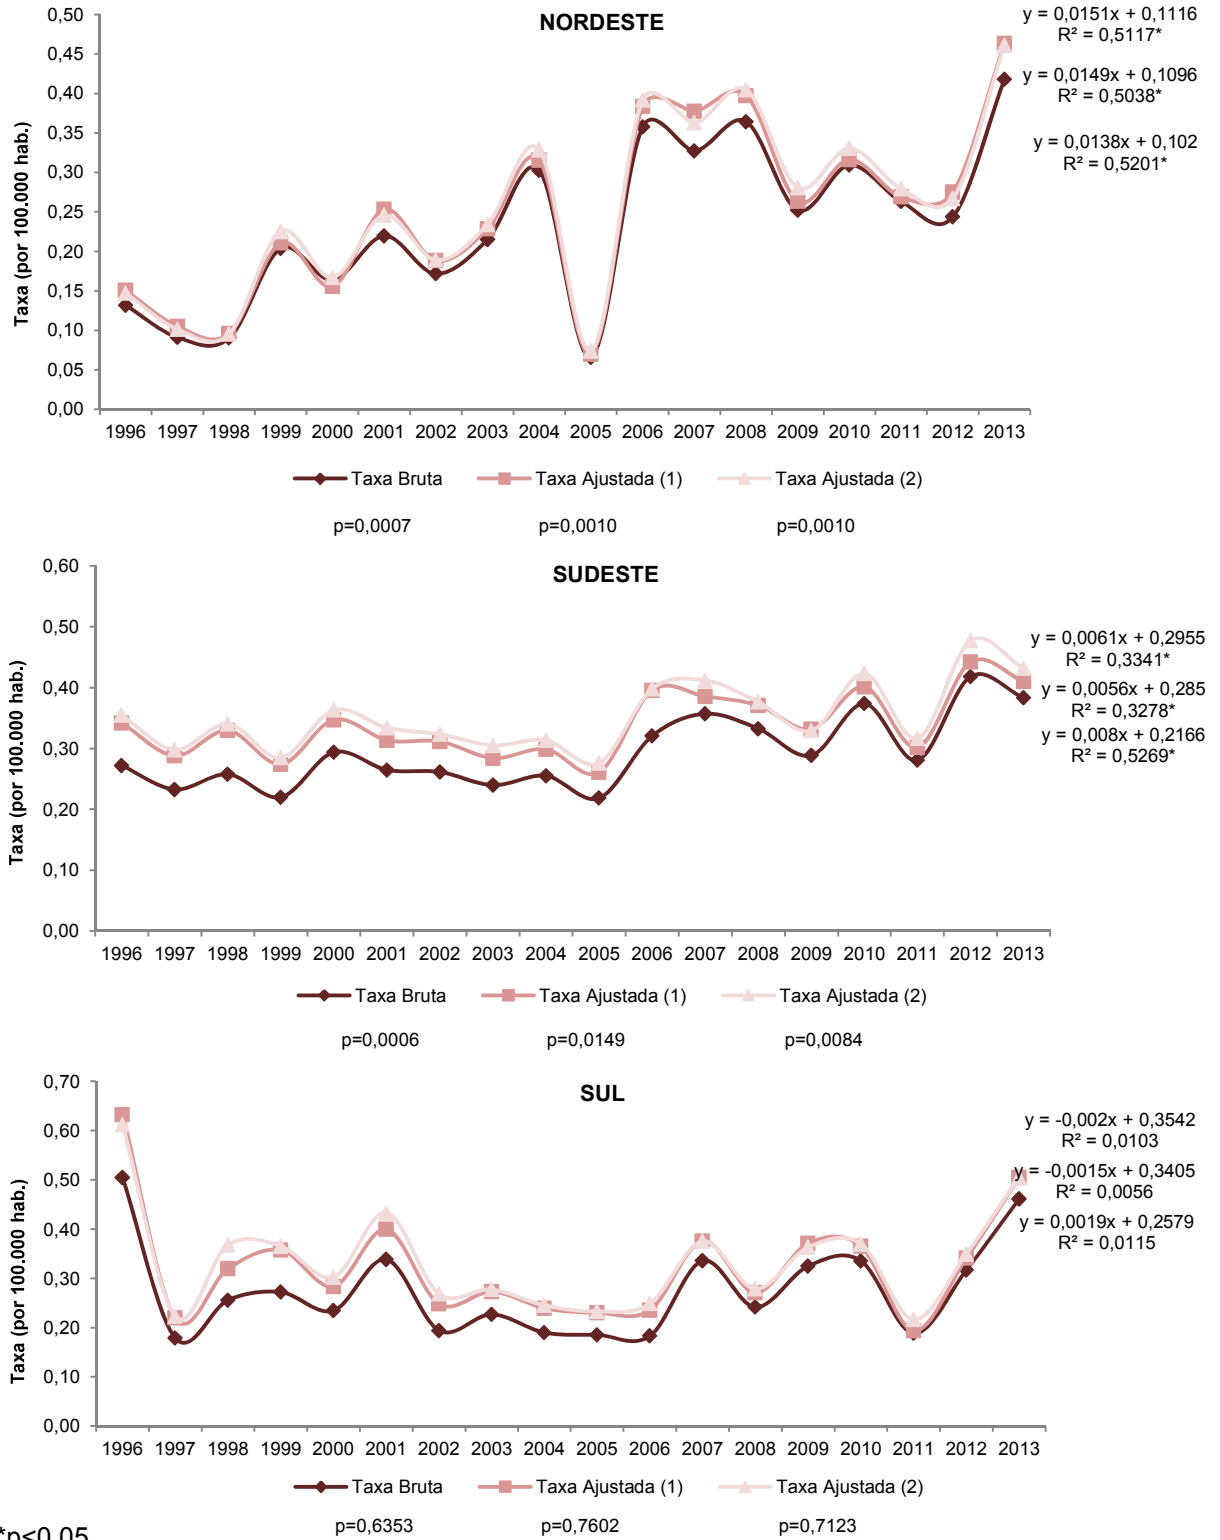 NORDESTE
y = 0,0151x + 0,1116
R² = 0,5117*
y = 0,0149x + 0,1096
R² = 0,5038*
y = 0,0138x + 0,102
R² = 0,5201*
Taxa (por 100.000 hab.)
0,50
0,45
0,40
0,35
0,30
0,25
0,20
0,15
0,10
0,05
0,00
1996 1997 1998 1999 2000 2001 2002 2003 2004 2005 2006 2007 2008 2009 2010 2011 2012 2013
Taxa Bruta Taxa Ajustada (1) Taxa Ajustada (2)
p=0,0007 p=0,0010 p=0,0010
SUDESTE
y = 0,0061x + 0,2955
R² = 0,3341*
y = 0,0056x + 0,285
R² = 0,3278*
y = 0,008x + 0,2166
R² = 0,5269*
Taxa (por 100.000 hab.)
0,60
0,50
0,40
0,30
0,20
0,10
0,00
1996 1997 1998 1999 2000 2001 2002 2003 2004 2005 2006 2007 2008 2009 2010 2011 2012 2013
Taxa Bruta Taxa Ajustada (1) Taxa Ajustada (2)
p=0,0006 p=0,0149 p=0,0084
SUL
y = -0,002x + 0,3542
R² = 0,0103
y = -0,0015x + 0,3405
R² = 0,0056
y = 0,0019x + 0,2579
R² = 0,0115
Taxa (por 100.000 hab.)
0,70
0,60
0,50
0,40
0,30
0,20
0,10
0,00
1996 1997 1998 1999 2000 2001 2002 2003 2004 2005 2006 2007 2008 2009 2010 2011 2012 2013
Taxa Bruta Taxa Ajustada (1) Taxa Ajustada (2)
p=0,6353 p=0,7602 p=0,7123
*p≤0,05